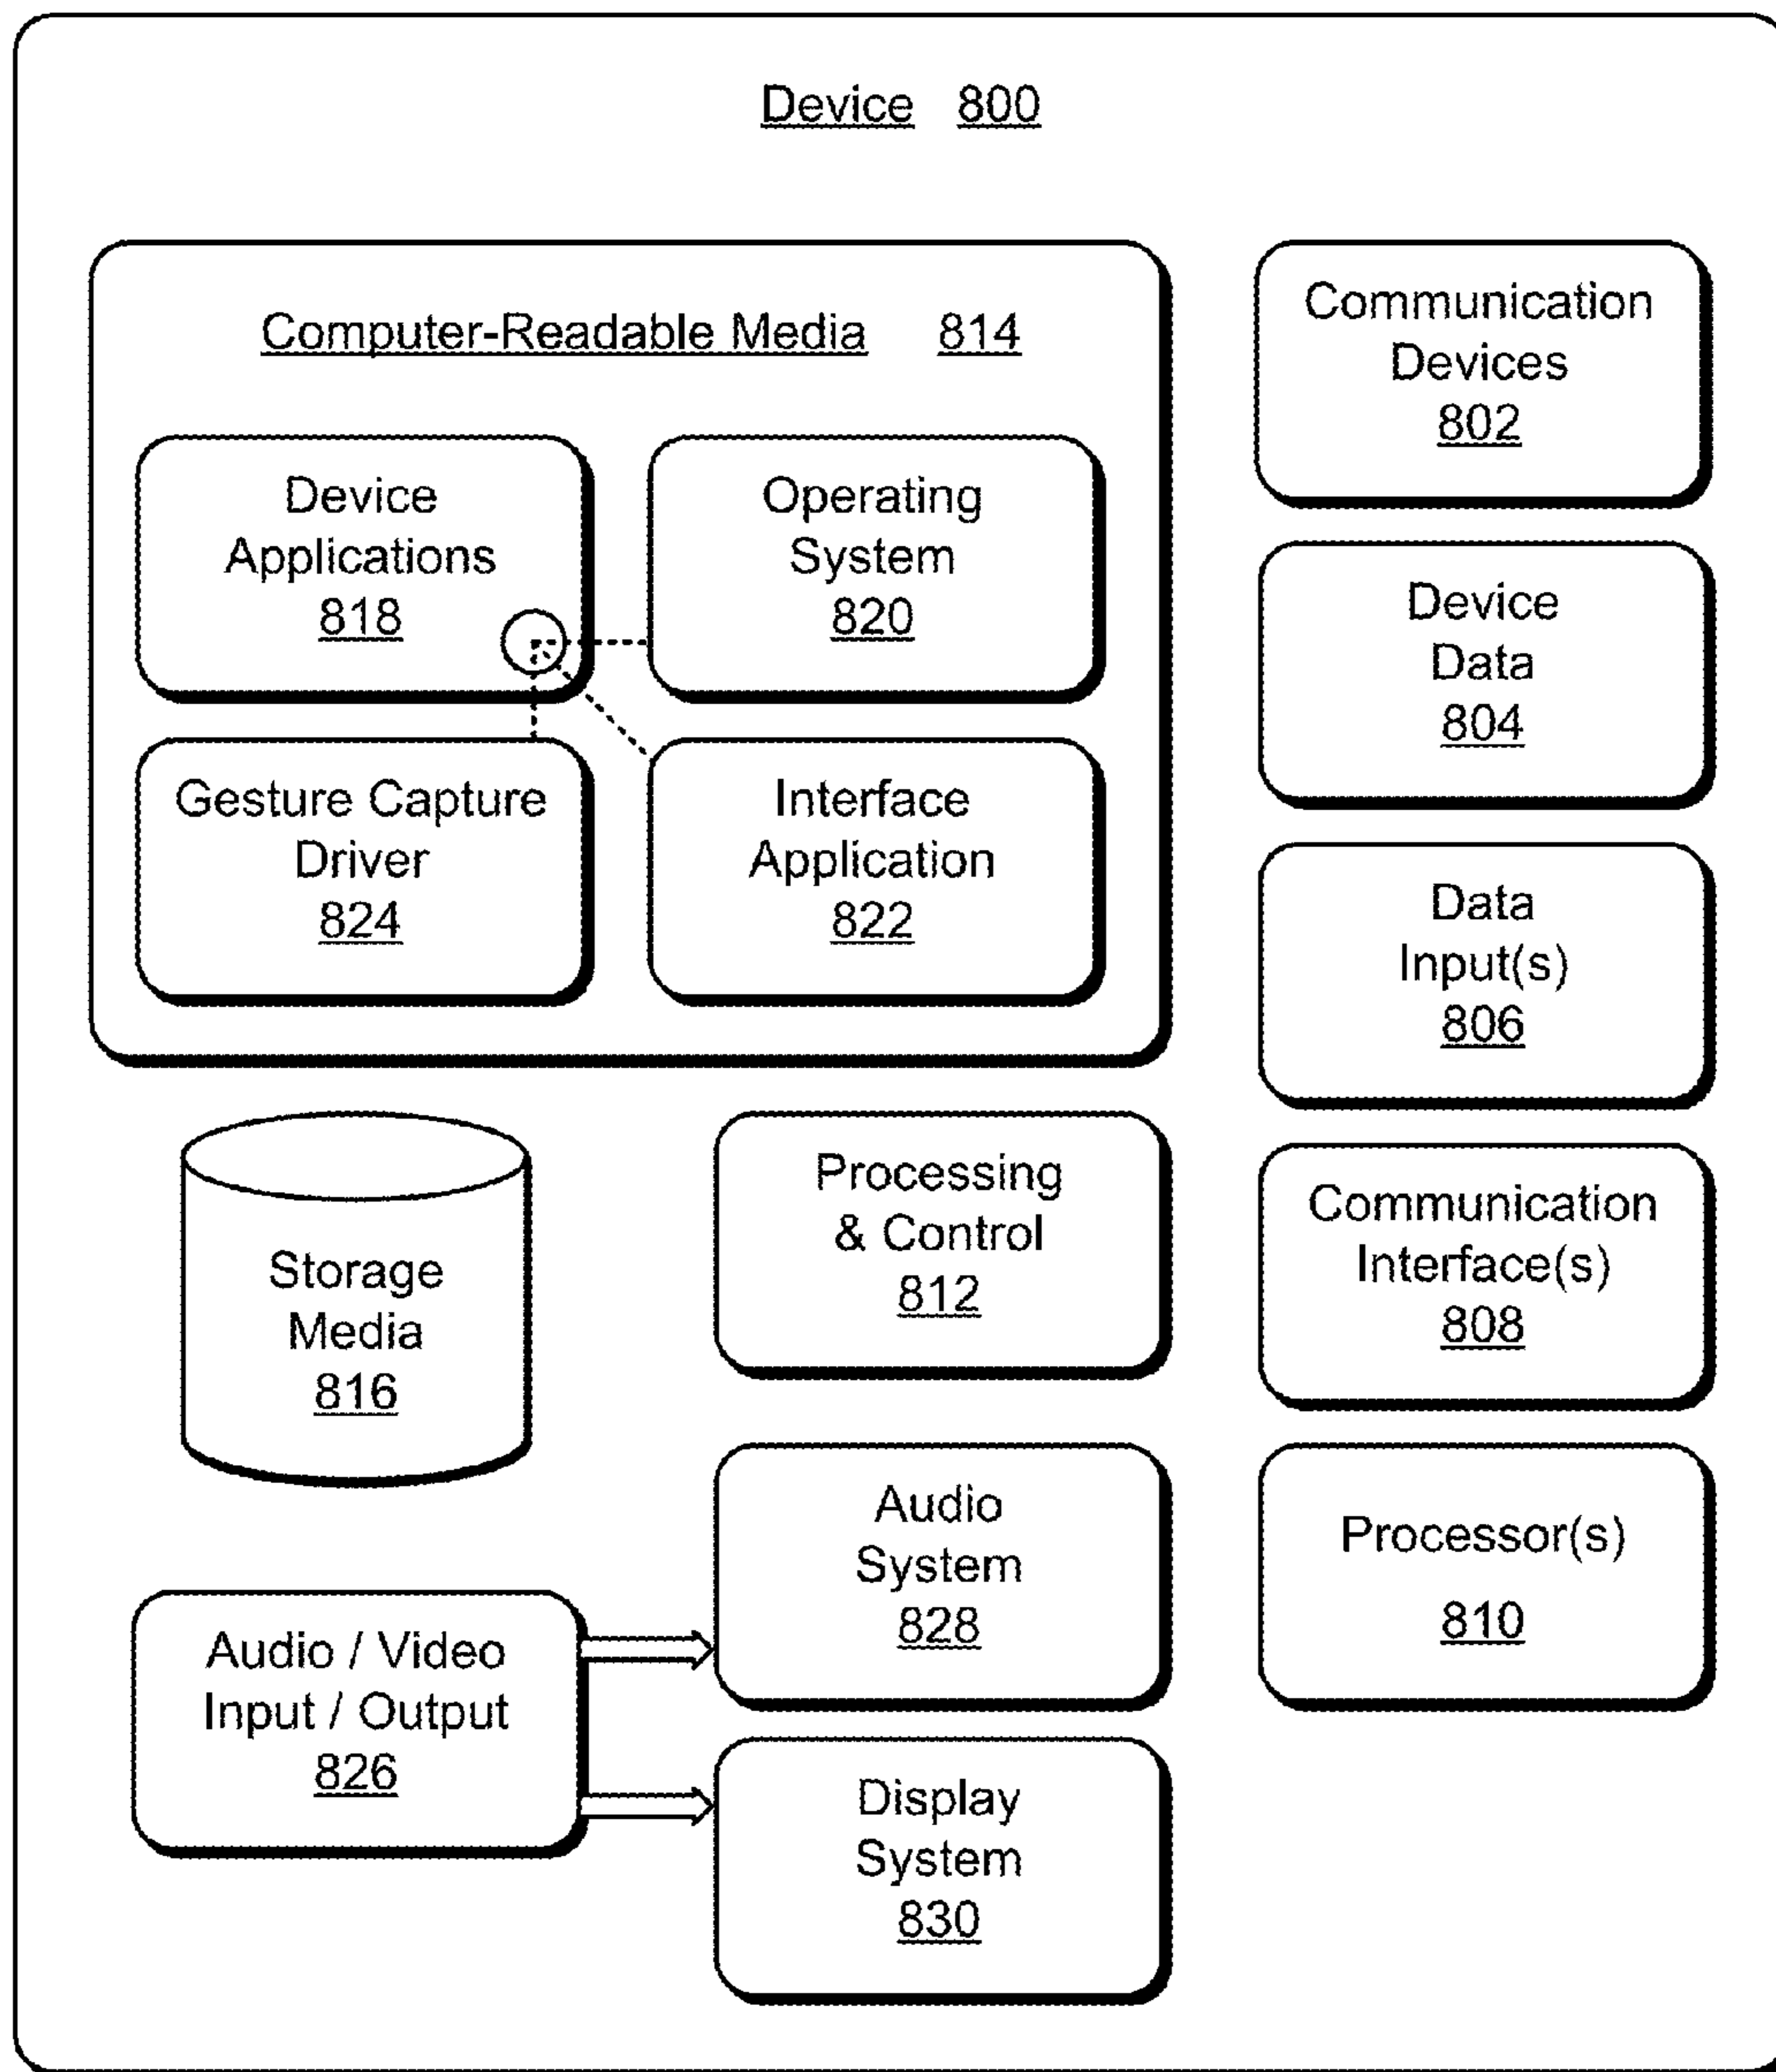 Device 800
Computer-Readable Media 814
Device
Applications
818
Operating
System
820
Gesture Capture
Driver
824
Interface
Application
822
Storage
Media
816
Processing
& Control
812
Audio / Video
Input / Output
826
Audio
System
828
Display
System
830
Communication
Devices
802
Device
Data
804
Data
Input(s)
806
Communication
Interface(s)
808
Processor(s)
810